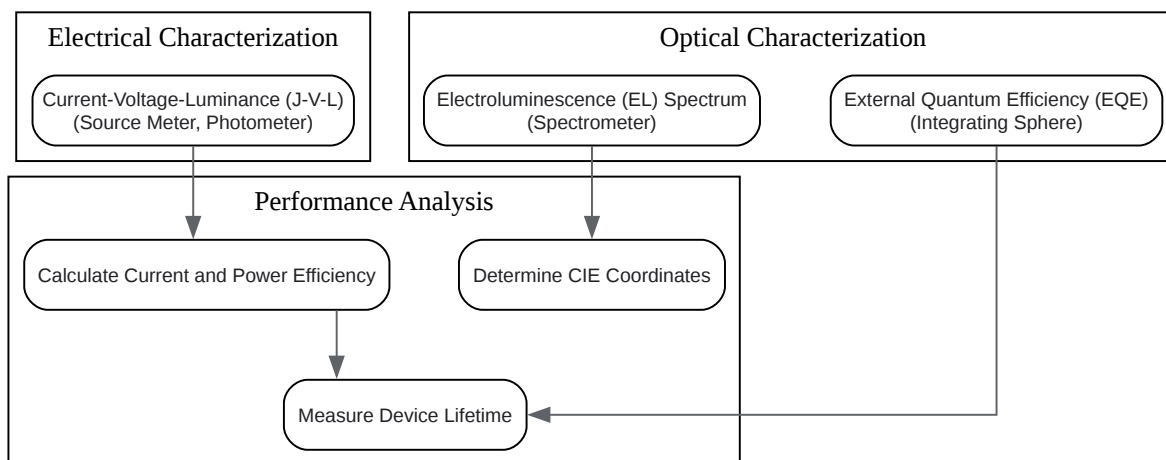 Electrical Characterization
Current-Voltage-Luminance (J-V-L)
(Source Meter, Photometer)
Optical Characterization
Electroluminescence (EL) Spectrum
(Spectrometer)
External Quantum Efficiency (EQE)
(Integrating Sphere)
Performance Analysis
Calculate Current and Power Efficiency
Determine CIE Coordinates
Measure Device Lifetime